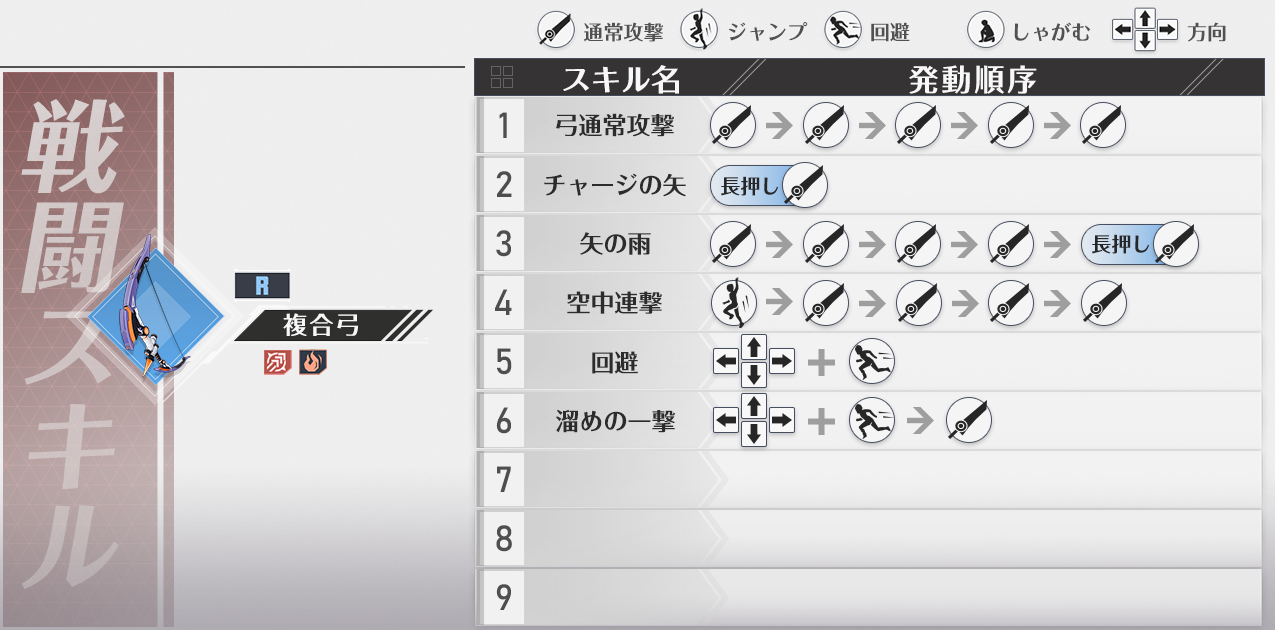 通常攻撃 ジャンプ 回避 しゃがむ 方向
戦闘スキル
R
複合弓
スキル名 発動順序
1 弓通常攻撃
2 チャージの矢 長押し
3 矢の雨 長押し
4 空中連撃
5 回避
6 溜めの一撃
7
8
9